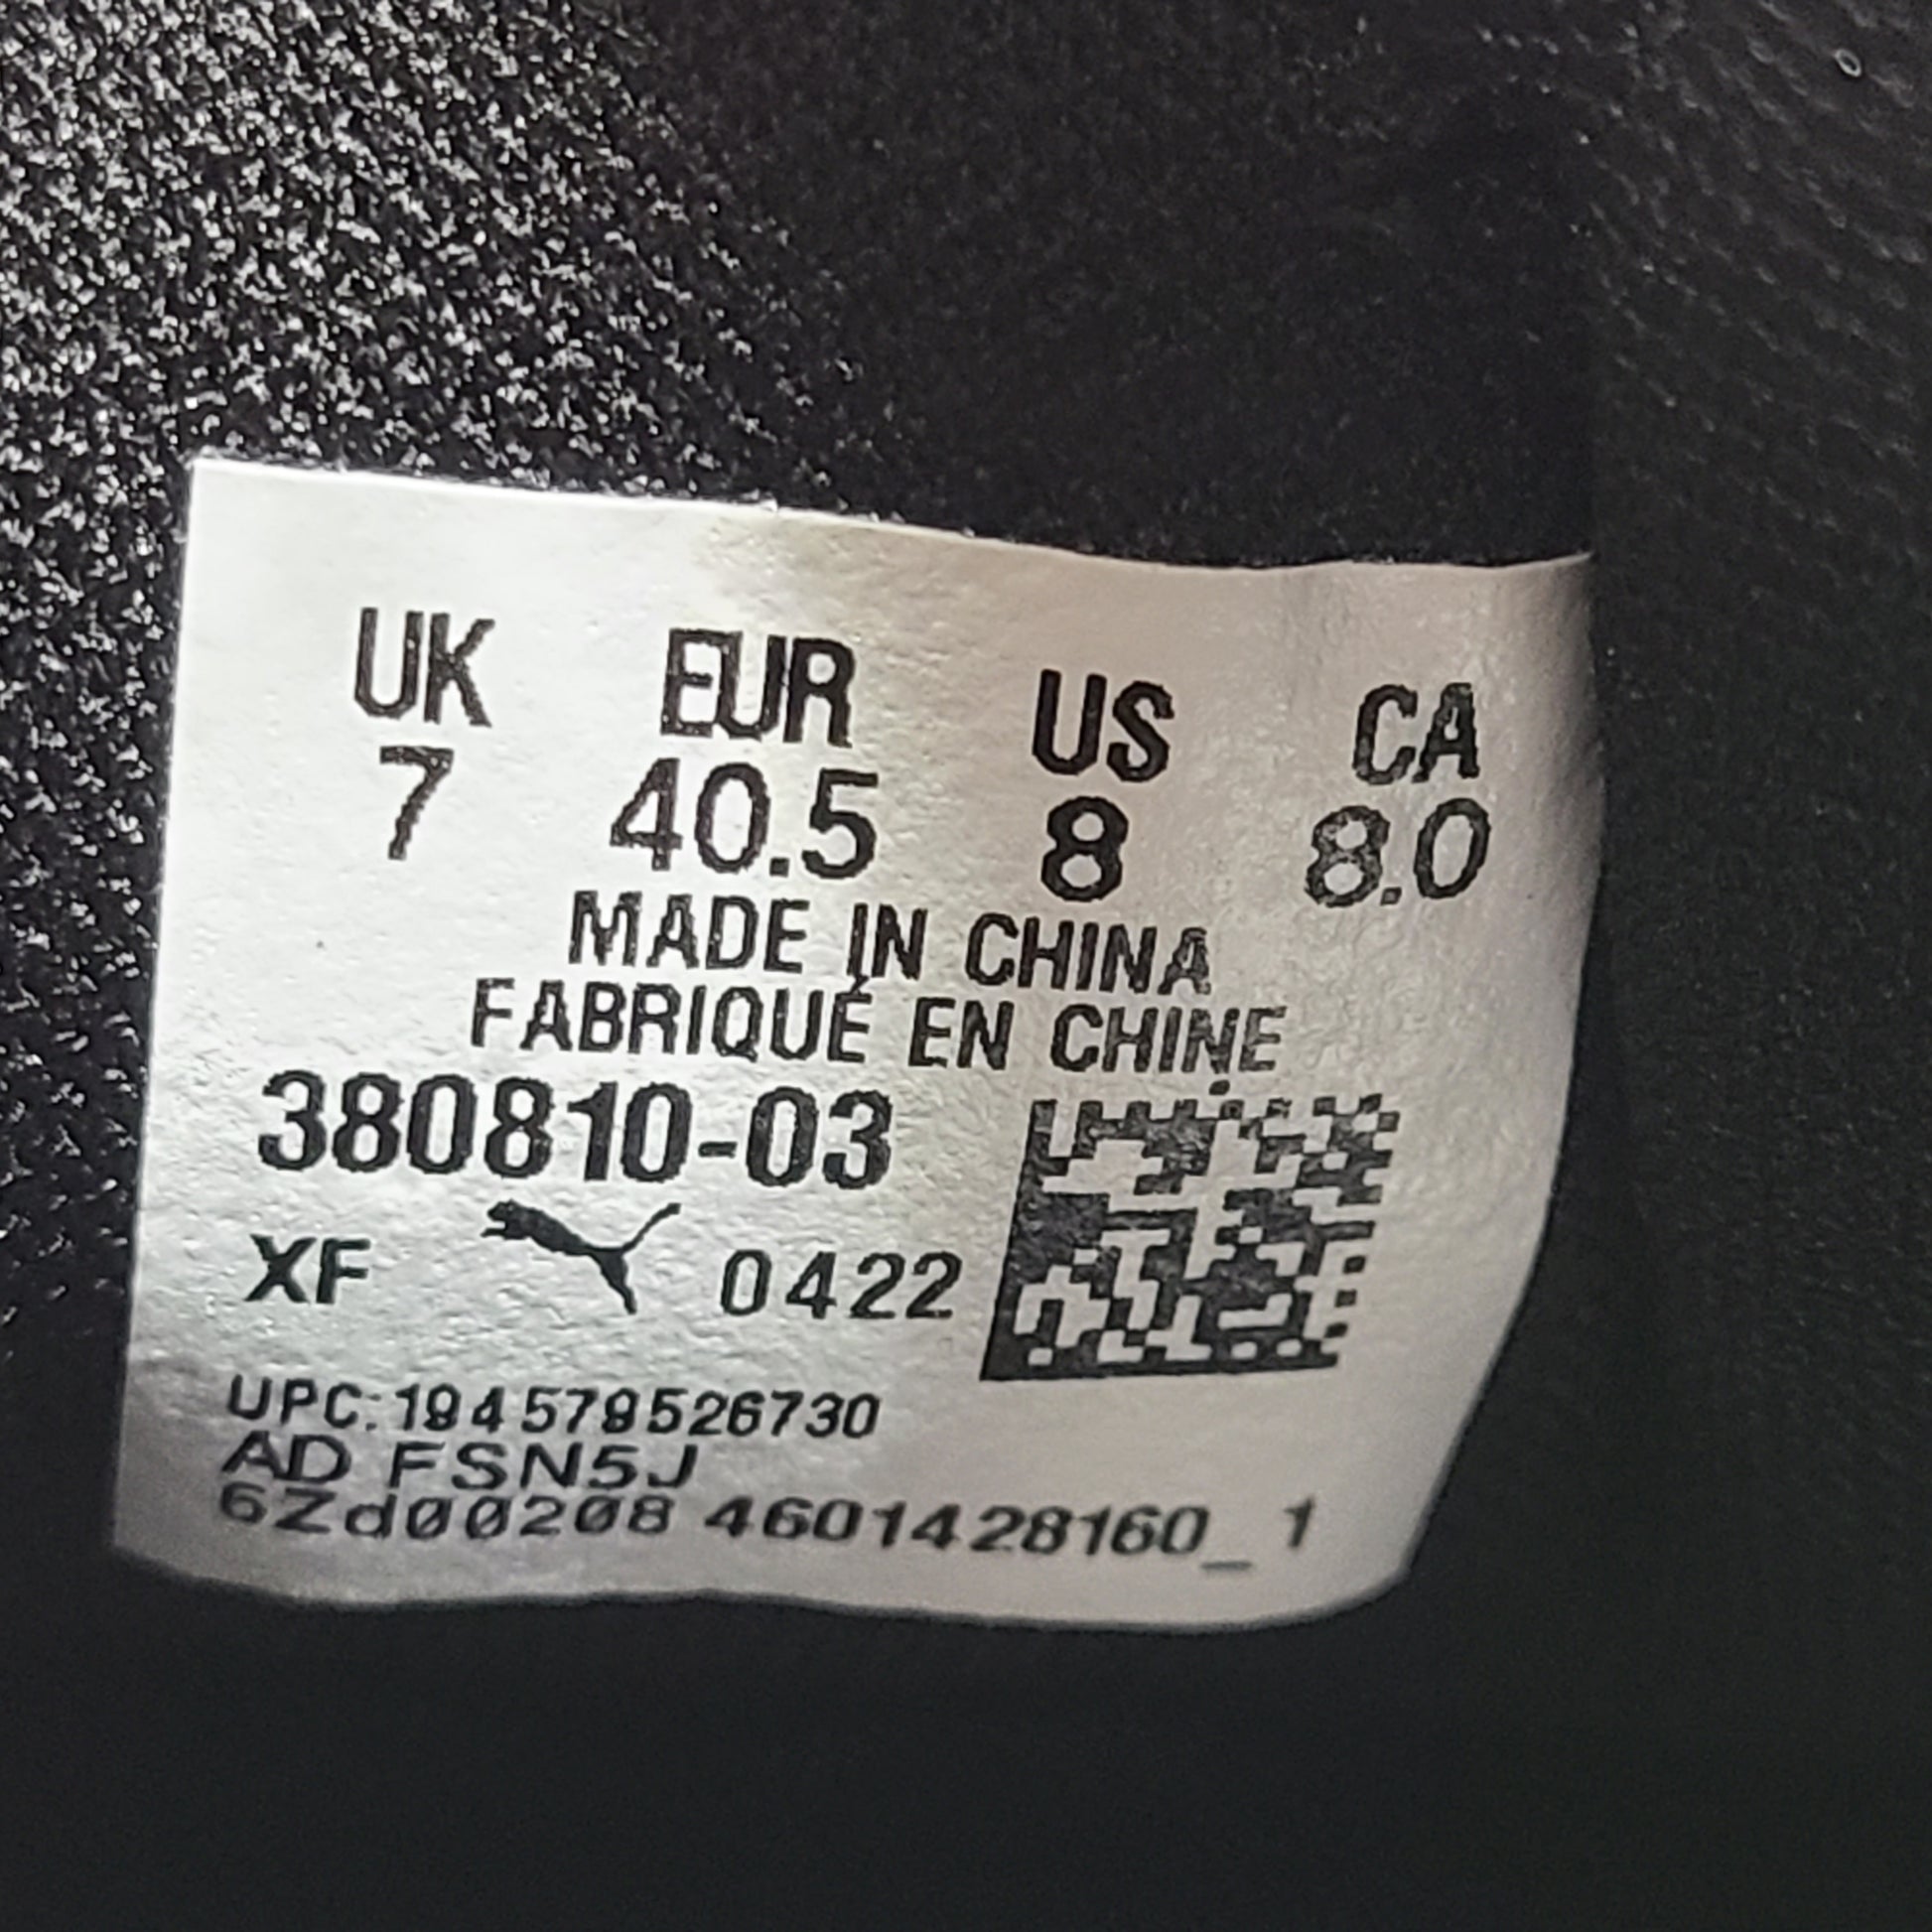 UK EUR US CA
7 40.5 8 8.0
MADE IN CHINA
FABRIQUÉ EN CHINE
380810-03
XF 0422
UPC:194579526730
AD FSN5J
6Zd00208 4601428160_1